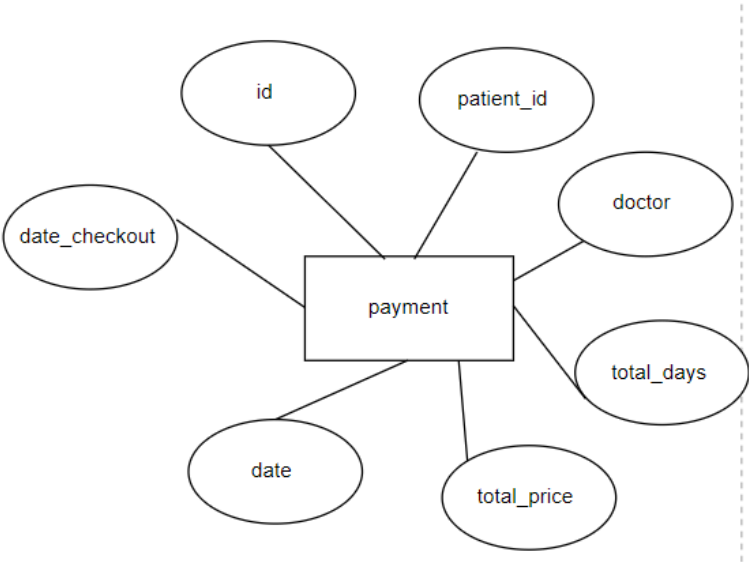 id
patient_id
doctor
date_checkout
payment
total_days
date
total_price